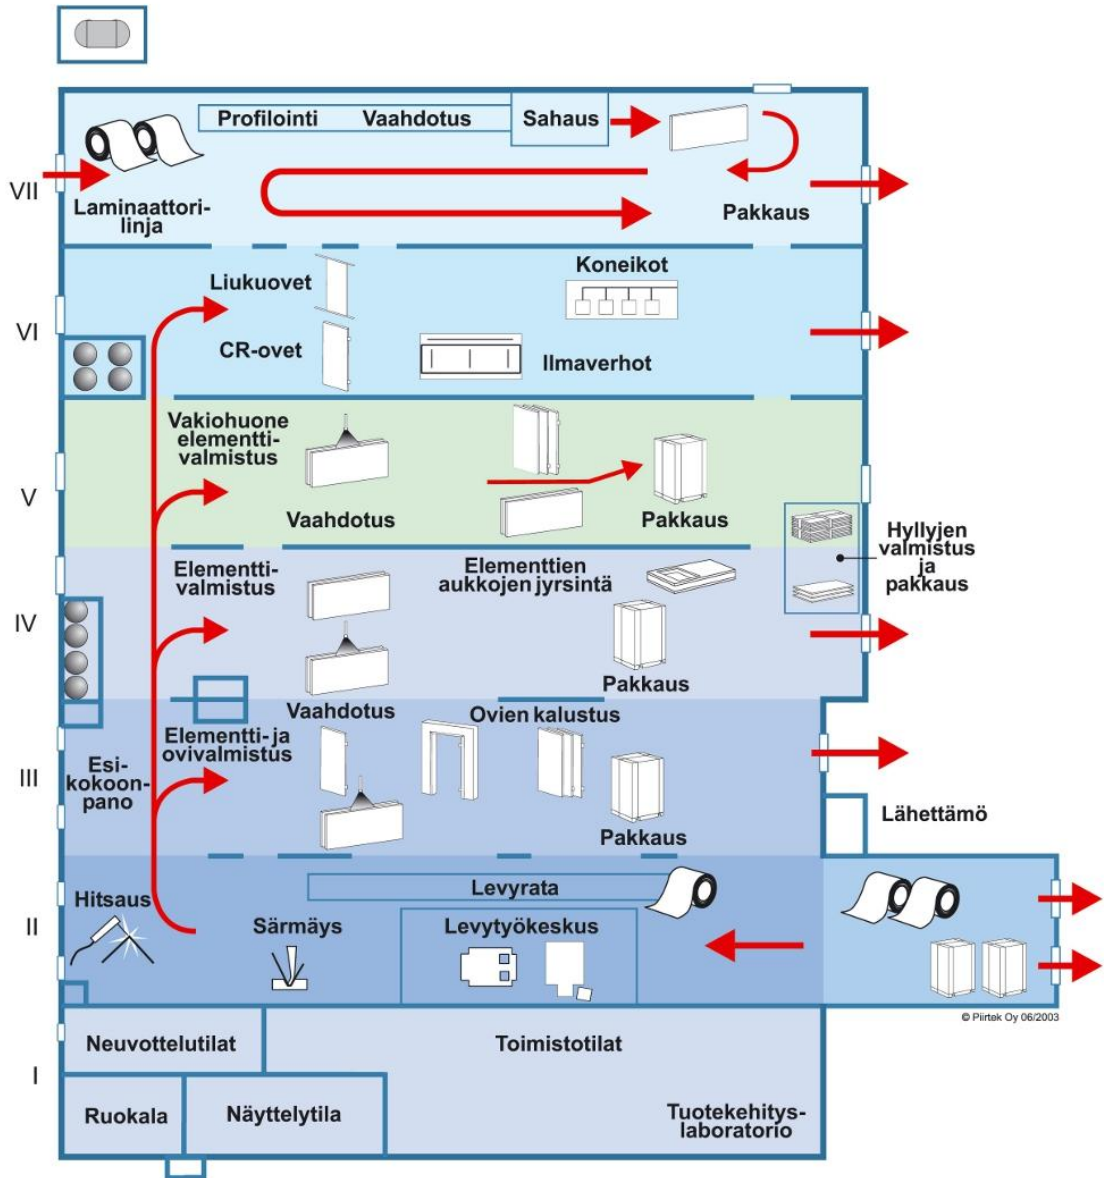 Profilointi
Vaahdotus
Sahaus
VII
Laminaattori-
linja
Pakkaus
Liukuovet
Koneikot
VI
CR-ovet
Ilmaverhot
Vakiohuone
elementti-
valmistus
V
Vaahdotus
Pakkaus
Hyllyjen
valmistus
ja
pakkaus
Elementti-
valmistus
Elementtien
aukkojen jyrsintä
IV
Pakkaus
Vaahdotus
Ovien kalustus
Elementti- ja
ovivalmistus
III
Esi-
kokoon-
pano
Pakkaus
Lähettämö
Hitsaus
Levyrata
II
Särmäys
Levytyökeskus
© Piirtek Oy 06/2003
Neuvottelutilat
Toimistotilat
I
Ruokala
Näyttelytila
Tuotekehitys-
laboratorio